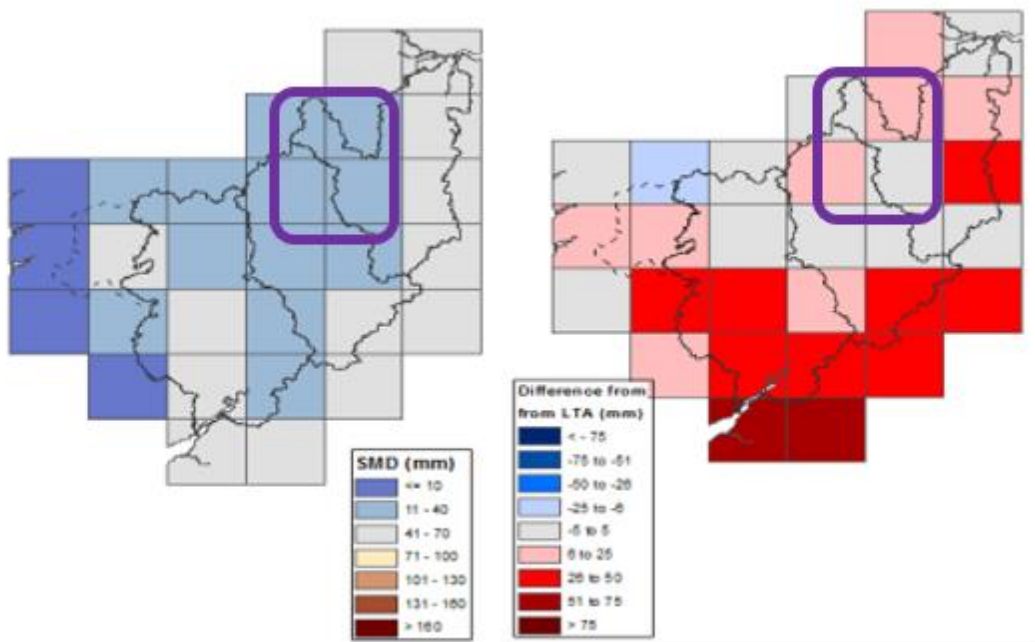 SMD (mm)
<= 10
11 - 40
41 - 70
71 - 100
101 - 130
131 - 160
> 160
Difference from
from LTA (mm)
< - 75
-75 to -51
-50 to -26
-25 to -6
-5 to 5
6 to 25
26 to 50
51 to 75
> 75